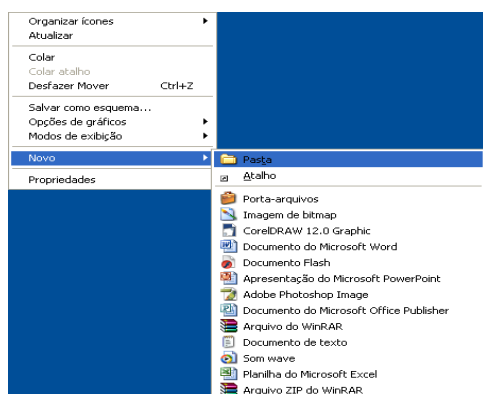 Organizar ícones
Atualizar
Colar
Colar atalho
Desfazer Mover Ctrl+Z
Salvar como esquema...
Opções de gráficos
Modos de exibição
Novo
Propriedades
Pasta
Atalho
Porta-arquivos
Imagem de bitmap
CorelDRAW 12.0 Graphic
Documento do Microsoft Word
Documento Flash
Apresentação do Microsoft PowerPoint
Adobe Photoshop Image
Documento do Microsoft Office Publisher
Arquivo do WinRAR
Documento de texto
Som wave
Planilha do Microsoft Excel
Arquivo ZIP do WinRAR